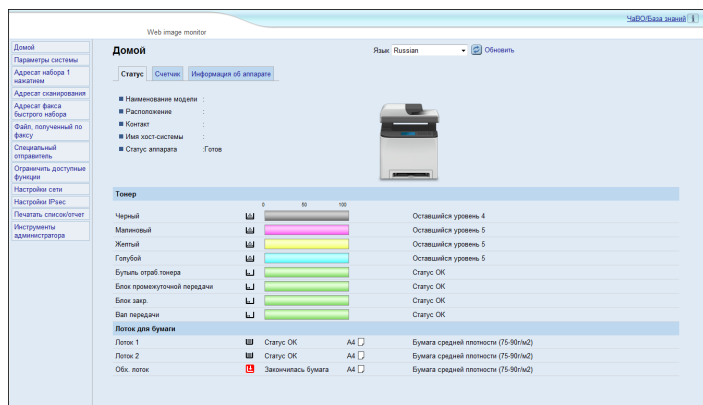 ЧаВО/База знаний
Web image monitor
Домой
Параметры системы
Адресат набора 1
нажатием
Адресат сканирования
Адресат факса
быстрого набора
Файл, полученный по
факсу
Специальный
отправитель
Ограничить доступные
функции
Настройки сети
Настройки IPsec
Печатать список/отчет
Инструменты
администратора
Домой
Язык Russian Обновить
Статус Счетчик Информация об аппарате
Наименование модели :
Расположение :
Контакт :
Имя хост-системы :
Статус аппарата :Готов
Тонер
0 50 100
Черный Оставшийся уровень 4
Малиновый Оставшийся уровень 5
Желтый Оставшийся уровень 5
Голубой Оставшийся уровень 5
Бутыль отраб.тонера Статус OK
Блок промежуточной передачи Статус OK
Блок закр. Статус OK
Вал передачи Статус OK
Лоток для бумаги
Лоток 1 Статус OK A4 Бумага средней плотности (75-90г/м2)
Лоток 2 Статус OK A4 Бумага средней плотности (75-90г/м2)
Обх. лоток Закончилась бумага A4 Бумага средней плотности (75-90г/м2)